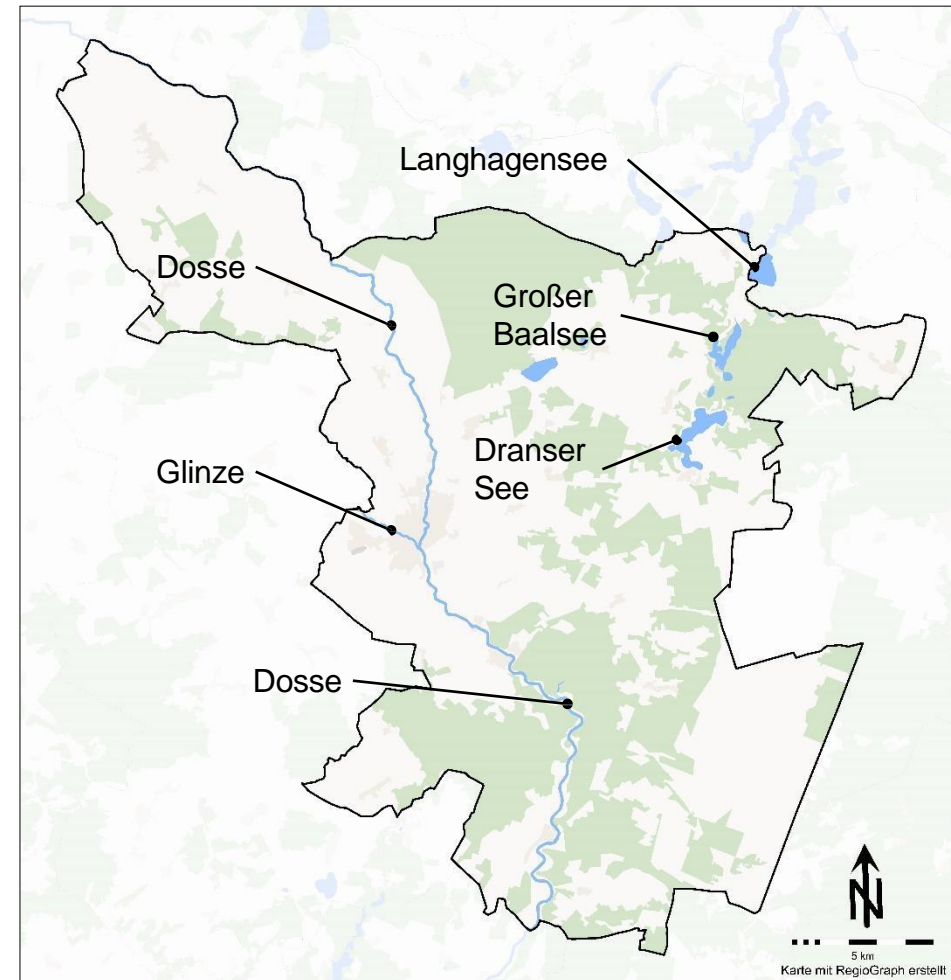 Langhagensee
Dosse
Großer
Baalsee
Dranser
See
Glinze
Dosse
N
5 km
Karte mit RegioGraph erstellt